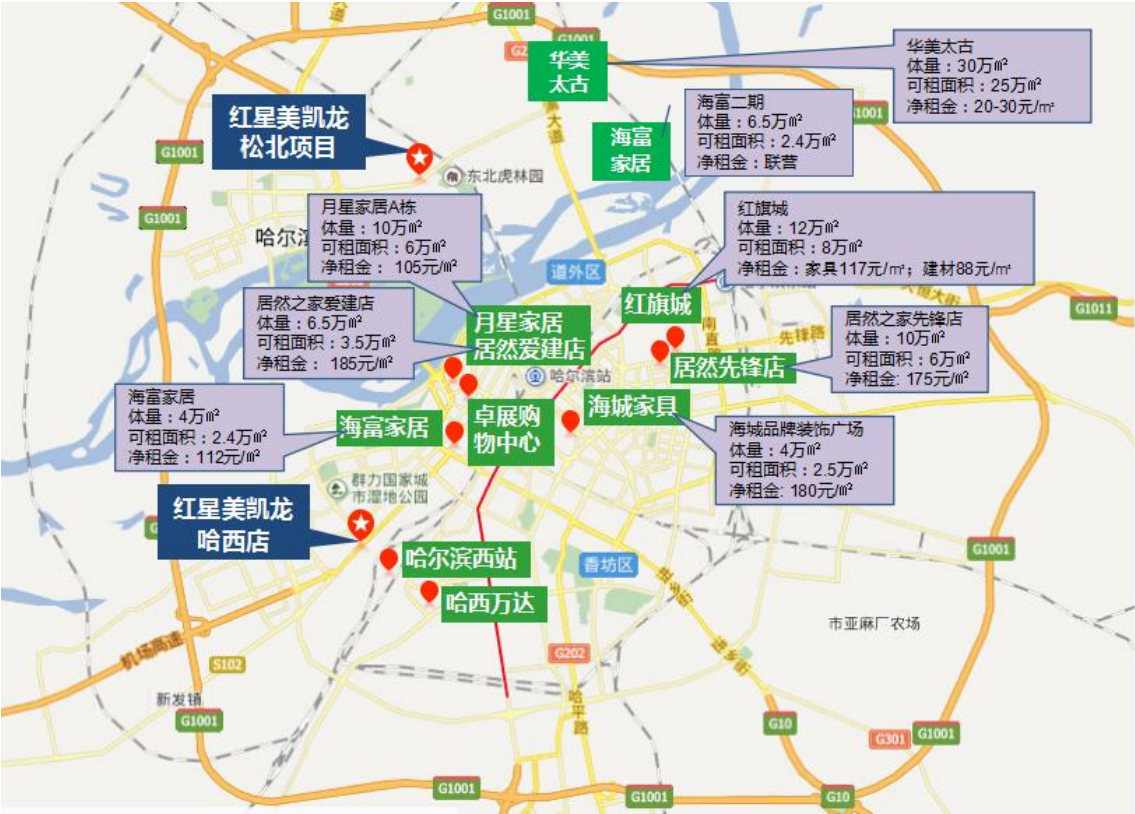 G1001
G1001
华美
太古
华美太古
体量：30万㎡
可租面积：25万㎡
净租金：20-30元/㎡
红星美凯龙
松北项目
海富
家居
海富二期
体量：6.5万㎡
可租面积：2.4万㎡
净租金：联营
1001
G1001
东北虎林园
G1001
哈尔滨
月星家居A栋
体量：10万㎡
可租面积：6万㎡
净租金： 105元/㎡
红旗城
体量：12万㎡
可租面积：8万㎡
净租金：家具117元/㎡；建材88元/㎡
道外区
居然之家爱建店
体量：6.5万㎡
可租面积：3.5万㎡
净租金： 185元/㎡
月星家居
居然爱建店
红旗城
南直路
先锋路
大街
G1011
居然之家先锋店
体量：10万㎡
可租面积：6万㎡
净租金: 175元/㎡
哈尔滨站
居然先锋店
海富家居
体量：4万㎡
可租面积：2.4万㎡
净租金：112元/㎡
海富家居
卓展购
物中心
海城家具
海城品牌装饰广场
体量：4万㎡
可租面积：2.5万㎡
净租金: 180元/㎡
群力国家城
市湿地公园
红星美凯龙
哈西店
哈尔滨西站
哈西万达
香坊区
G1001
进乡街
进乡街
市亚麻厂农场
机场高速
S102
G202
哈平路
新发镇
G1001
G10
G301
G1001
G1001
G1001
G10